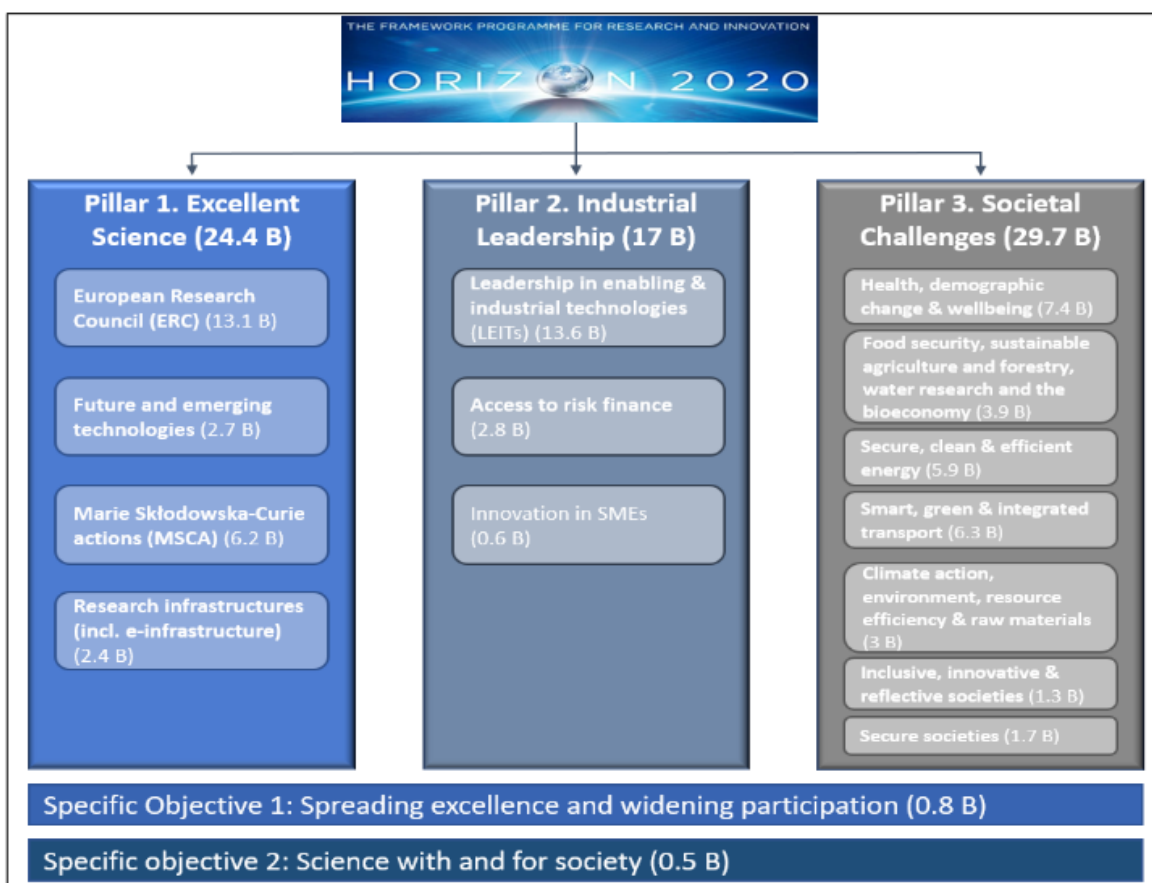 THE FRAMEWORK PROGRAMME FOR RESEARCH AND INNOVATION
HORIZON 2020
Pillar 1. Excellent
Science (24.4 B)
European Research
Council (ERC) (13.1 B)
Future and emerging
technologies (2.7 B)
Marie Skłodowska-Curie
actions (MSCA) (6.2 B)
Research infrastructures
(incl. e-infrastructure)
(2.4 B)
Pillar 2. Industrial
Leadership (17 B)
Leadership in enabling &
industrial technologies
(LEITs) (13.6 B)
Access to risk finance
(2.8 B)
Innovation in SMEs
(0.6 B)
Pillar 3. Societal
Challenges (29.7 B)
Health, demographic
change & wellbeing (7.4 B)
Food security, sustainable
agriculture and forestry,
water research and the
bioeconomy (3.9 B)
Secure, clean & efficient
energy (5.9 B)
Smart, green & integrated
transport (6.3 B)
Climate action,
environment, resource
efficiency & raw materials
(3 B)
Inclusive, innovative &
reflective societies (1.3 B)
Secure societies (1.7 B)
Specific Objective 1: Spreading excellence and widening participation (0.8 B)
Specific objective 2: Science with and for society (0.5 B)